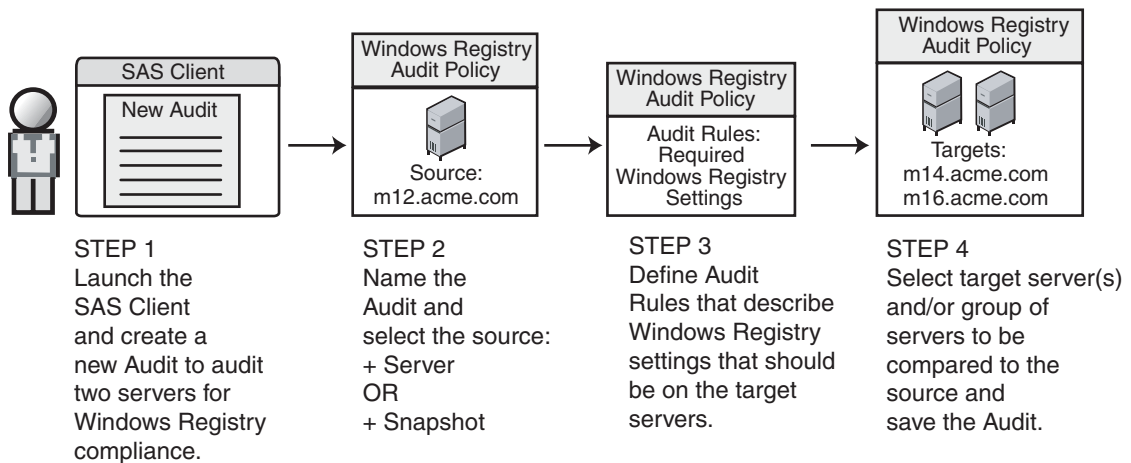 SAS Client
New Audit
Windows Registry
Audit Policy
Source:
m12.acme.com
Windows Registry
Audit Policy
Audit Rules:
Required
Windows Registry
Settings
Windows Registry
Audit Policy
Targets:
m14.acme.com
m16.acme.com
STEP 1
Launch the
SAS Client
and create a
new Audit to audit
two servers for
Windows Registry
compliance.
STEP 2
Name the
Audit and
select the source:
+ Server
OR
+ Snapshot
STEP 3
Define Audit
Rules that describe
Windows Registry
settings that should
be on the target
servers.
STEP 4
Select target server(s)
and/or group of
servers to be
compared to the
source and
save the Audit.